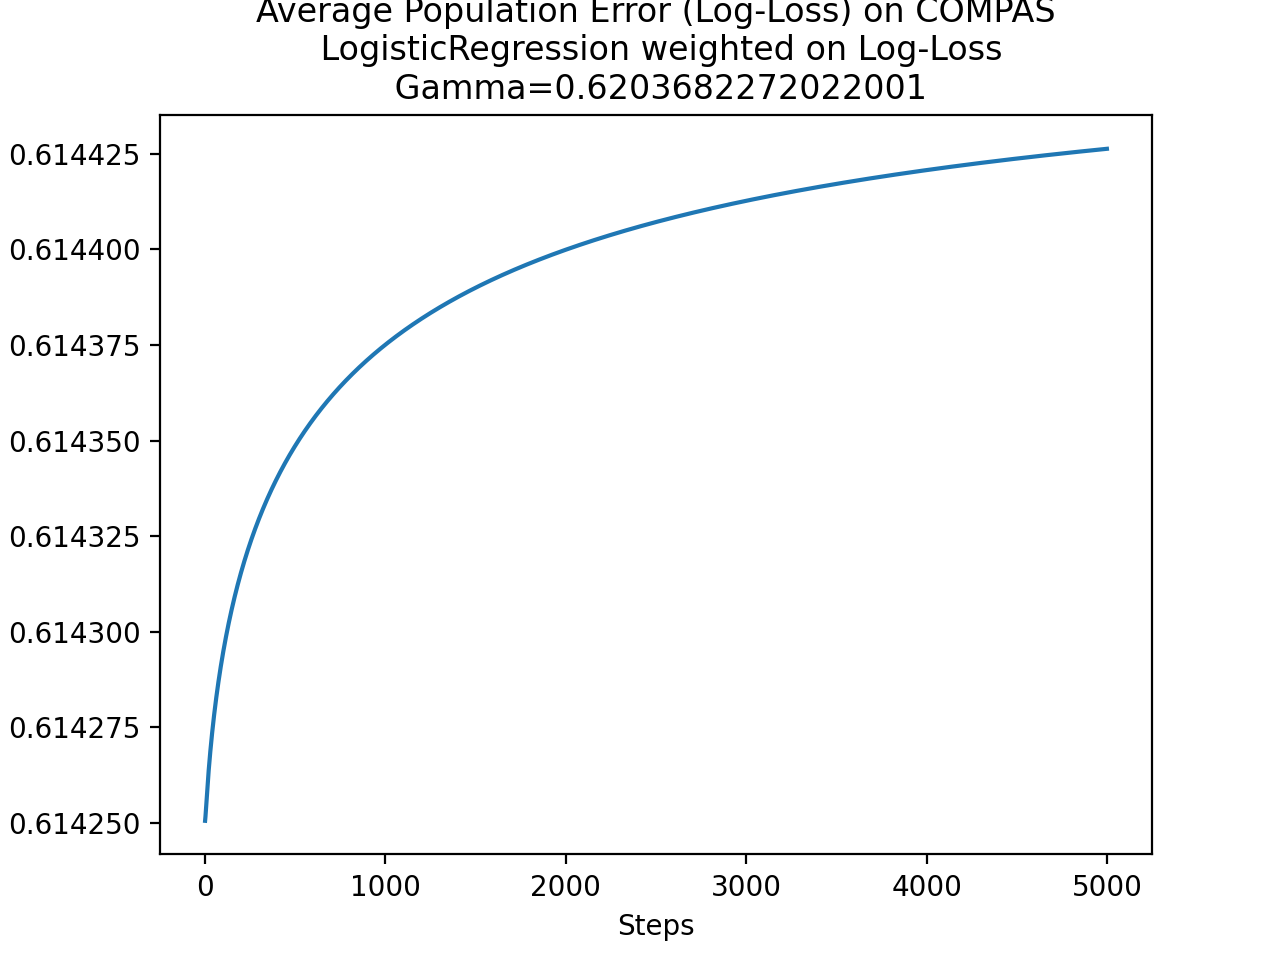 Average Population Error (Log-Loss) on COMPAS
LogisticRegression weighted on Log-Loss
Gamma=0.6203682272022001
0.614425
0.614400
0.614375
0.614350
0.614325
0.614300
0.614275
0.614250
0 1000 2000 3000 4000 5000
Steps